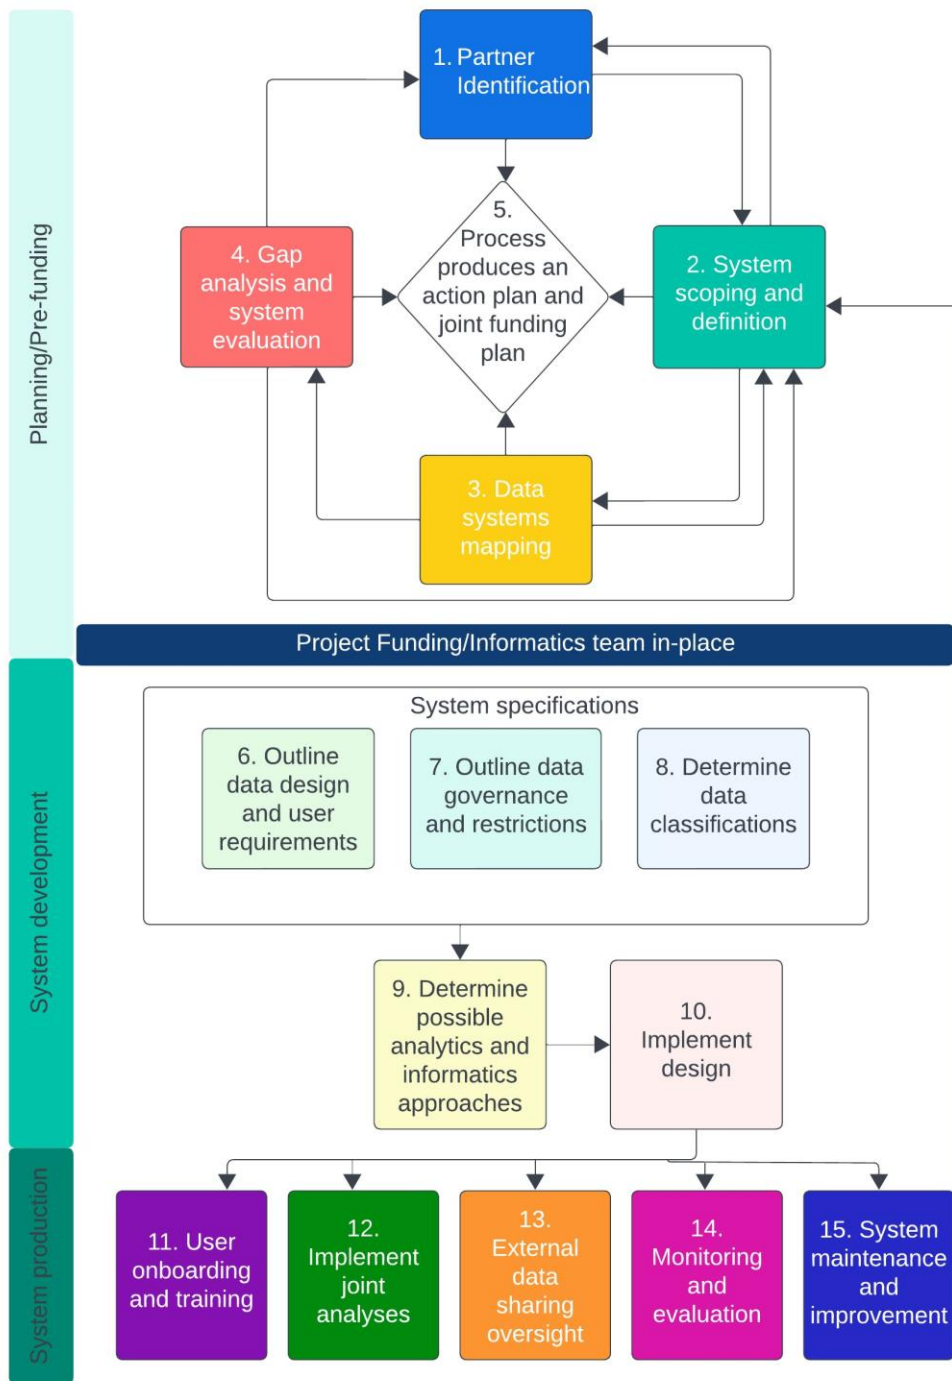 Planning/Pre-funding
1. Partner
Identification
5.
Process
produces an
action plan and
joint funding
plan
4. Gap
analysis and
system
evaluation
2. System
scoping and
definition
3. Data
systems
mapping
Project Funding/Informatics team in-place
System development
System specifications
6. Outline
data design
and user
requirements
7. Outline data
governance
and restrictions
8. Determine
data
classifications
9. Determine
possible
analytics and
informatics
approaches
10.
Implement
design
System production
11. User
onboarding
and training
12.
Implement
joint
analyses
13.
External
data
sharing
oversight
14.
Monitoring
and
evaluation
15. System
maintenance
and
improvement